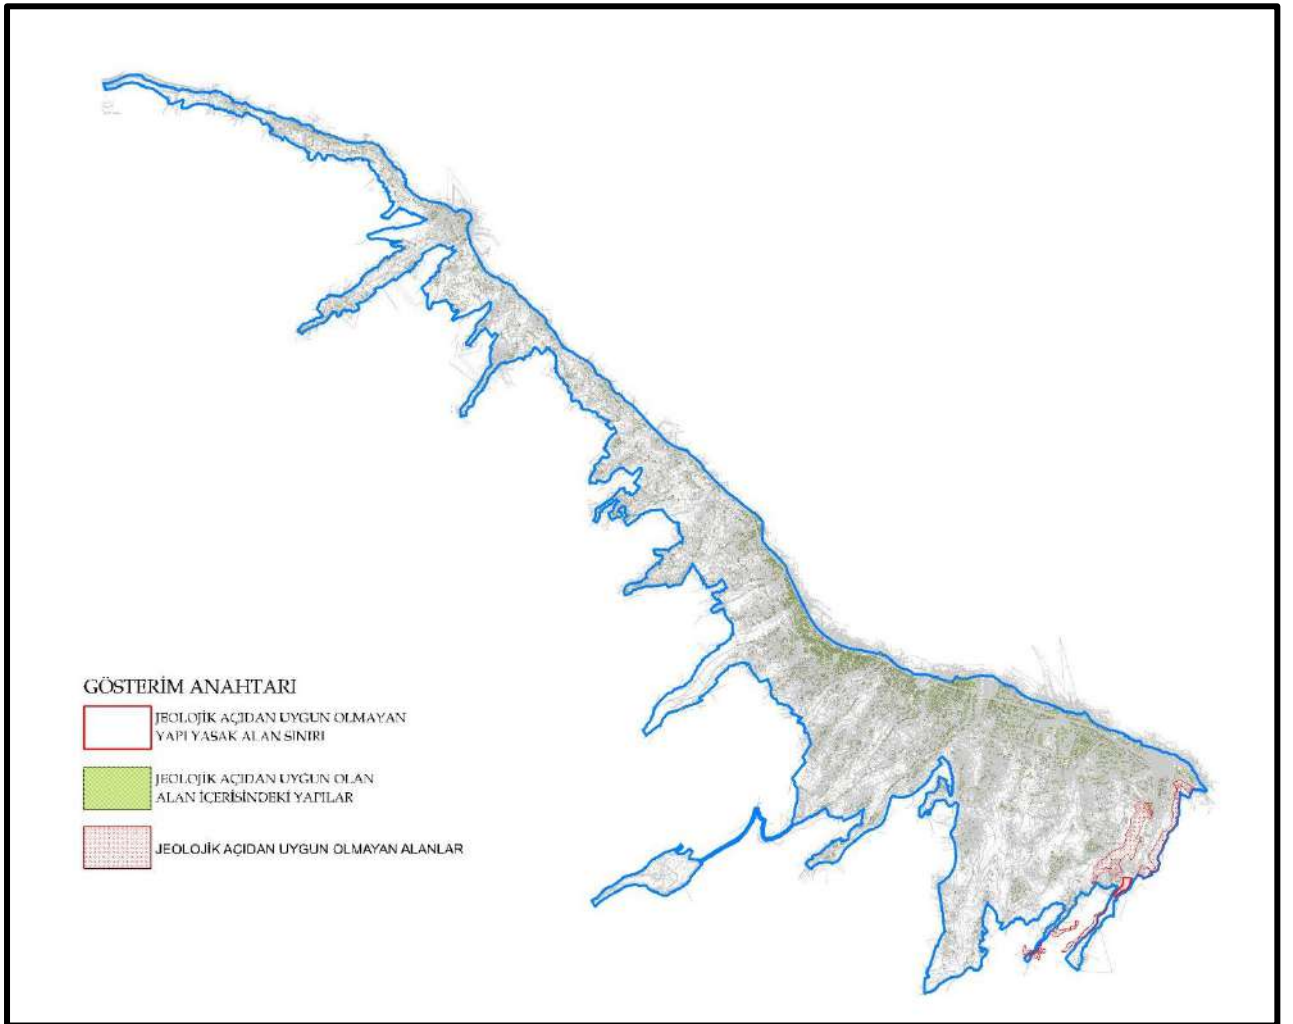 GÖSTERİM ANAHTARI
JEOLOJİK AÇIDAN UYGUN OLMAYAN
YAPI YASAK ALAN SINIRI
JEOLOJİK AÇIDAN UYGUN OLAN
ALAN İÇERİSİNDEKİ YAPILAR
JEOLOJİK AÇIDAN UYGUN OLMAYAN ALANLAR